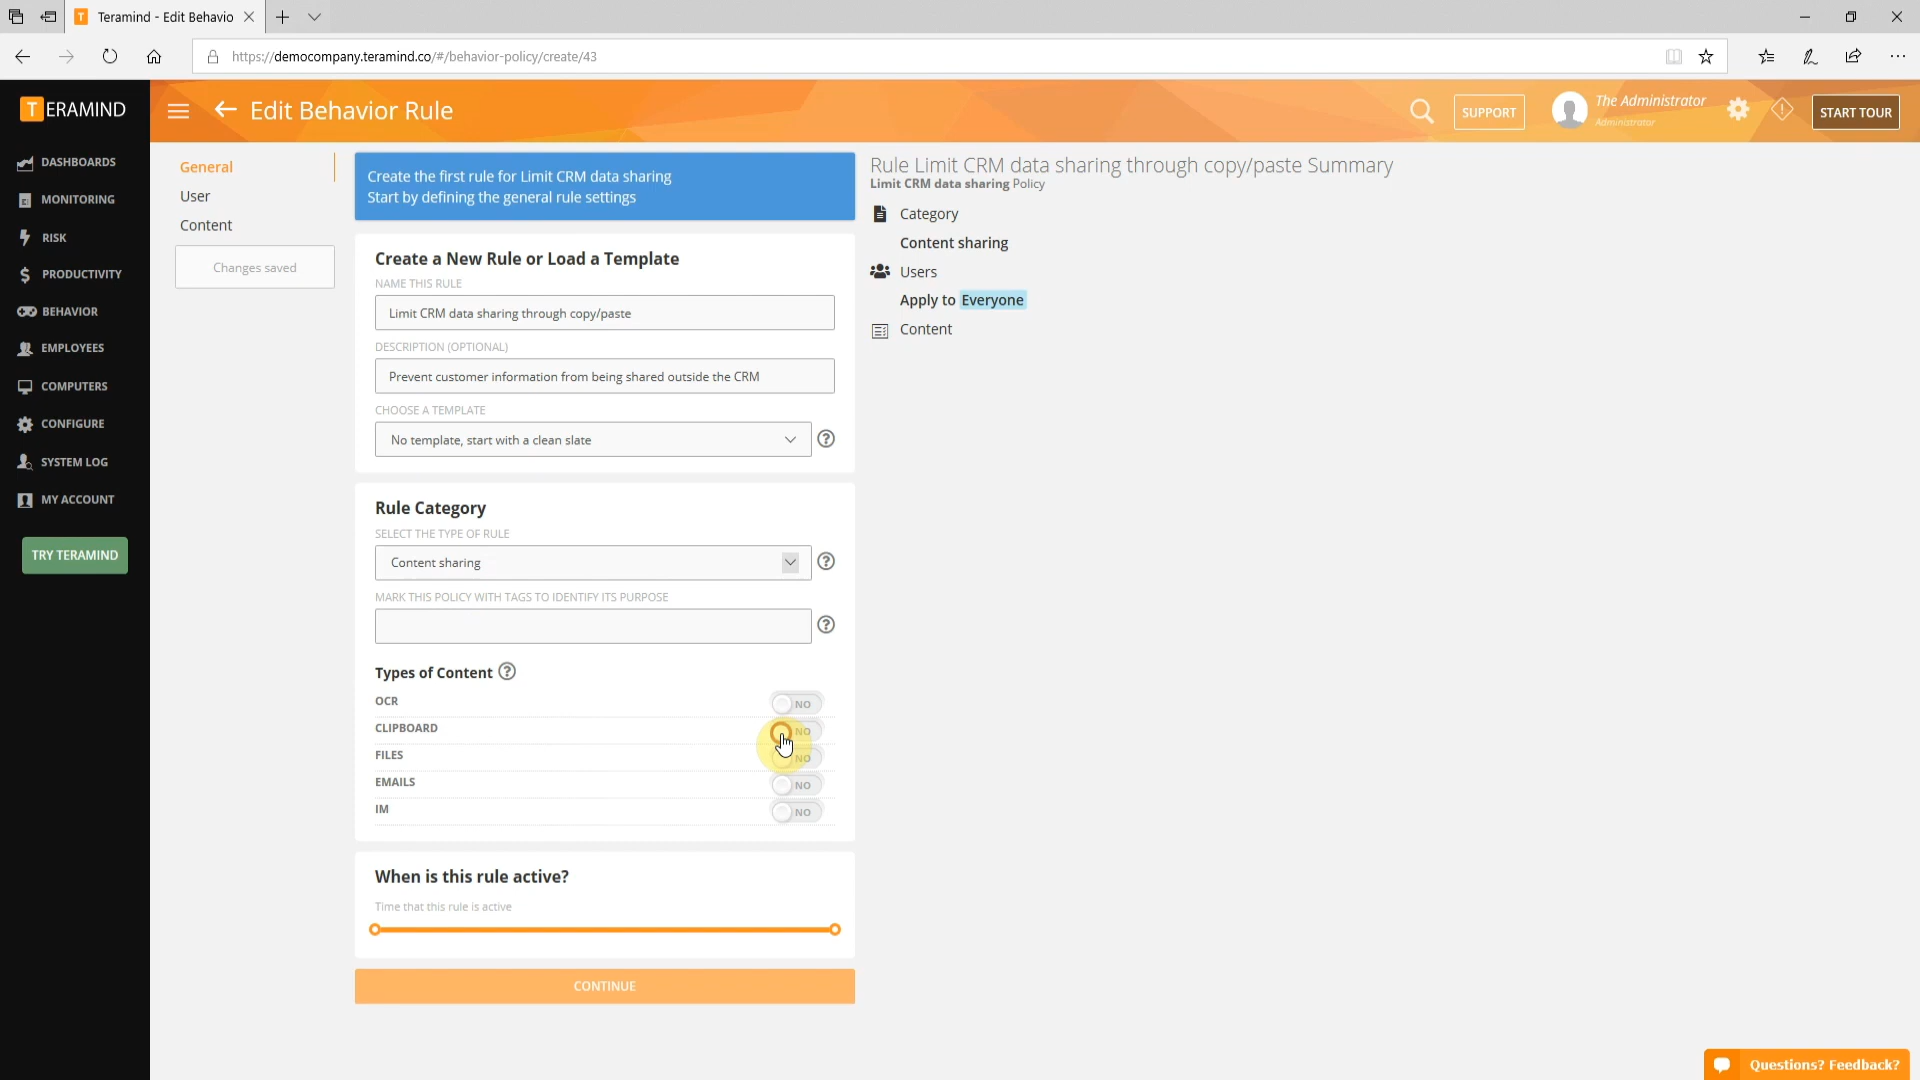 Teramind - Edit Behavio
https://democompany.teramind.co/#/behavior-policy/create/43
TERAMIND
Edit Behavior Rule
SUPPORT
The Administrator
Administrator
START TOUR
DASHBOARDS
MONITORING
RISK
PRODUCTIVITY
BEHAVIOR
EMPLOYEES
COMPUTERS
CONFIGURE
SYSTEM LOG
MY ACCOUNT
TRY TERAMIND
General
User
Content
Changes saved
Create the first rule for Limit CRM data sharing
Start by defining the general rule settings
Create a New Rule or Load a Template
NAME THIS RULE
Limit CRM data sharing through copy/paste
DESCRIPTION (OPTIONAL)
Prevent customer information from being shared outside the CRM
CHOOSE A TEMPLATE
No template, start with a clean slate
?
Rule Category
SELECT THE TYPE OF RULE
Content sharing
?
MARK THIS POLICY WITH TAGS TO IDENTIFY ITS PURPOSE
?
Types of Content ?
OCR NO
CLIPBOARD NO
FILES NO
EMAILS NO
IM NO
When is this rule active?
Time that this rule is active
CONTINUE
Rule Limit CRM data sharing through copy/paste Summary
Limit CRM data sharing Policy
Category
Content sharing
Users
Apply to Everyone
Content
Questions? Feedback?